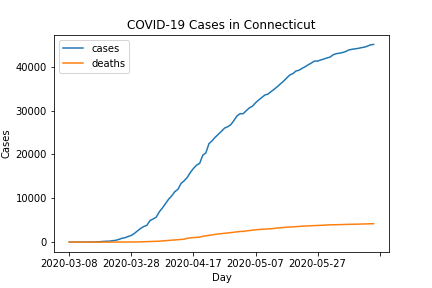 COVID-19 Cases in Connecticut
cases
deaths
40000
30000
20000
10000
0
Cases
2020-03-08 2020-03-28 2020-04-17 2020-05-07 2020-05-27
Day